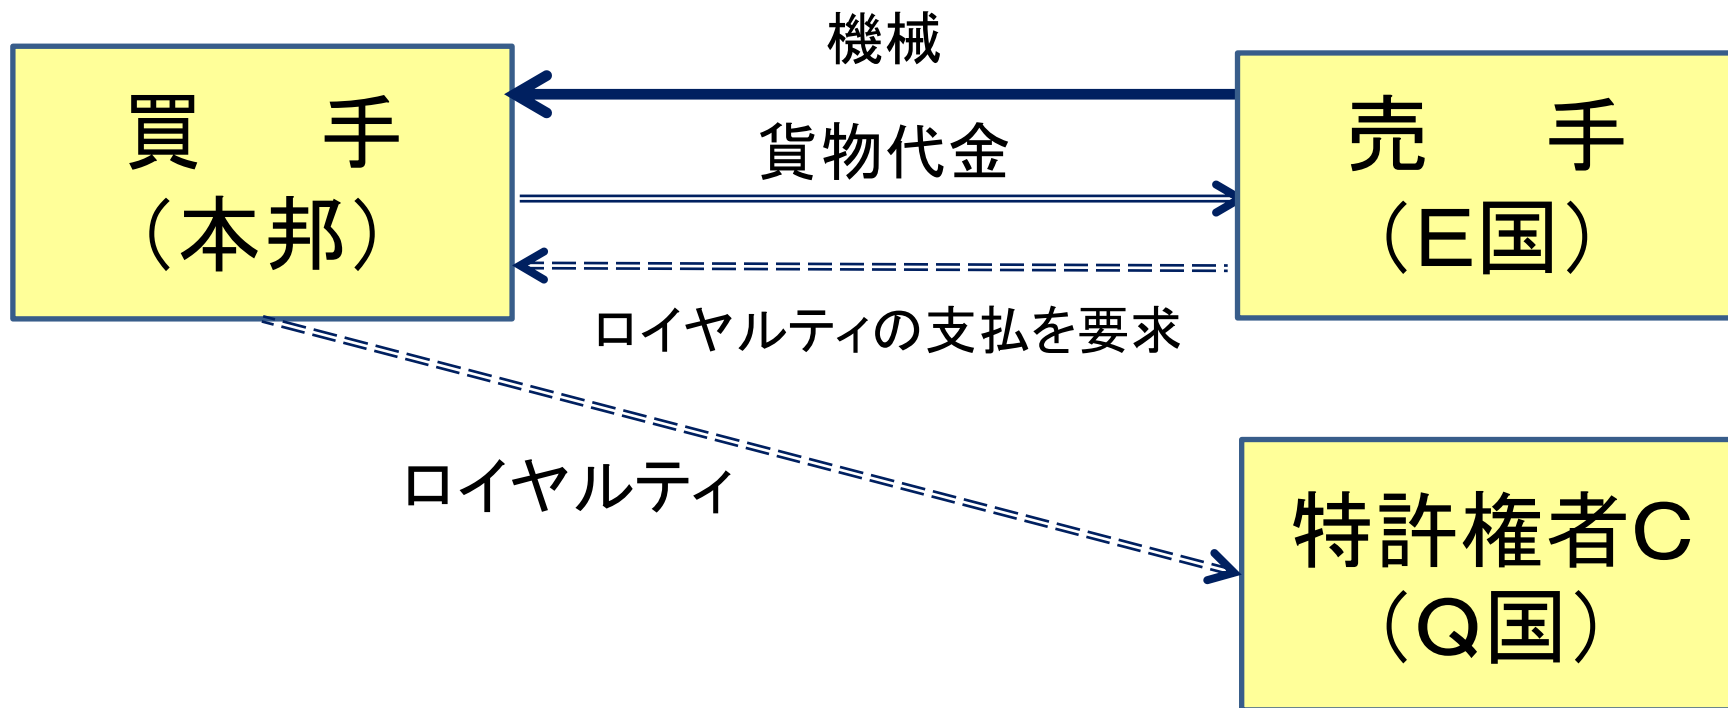 機械
買　手
（本邦）
貨物代金
売　手
（E国）
ロイヤルティの支払を要求
ロイヤルティ
特許権者C
（Q国）